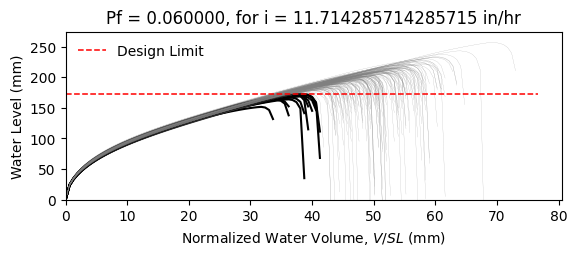 Pf = 0.060000, for i = 11.714285714285715 in/hr
Design Limit
Water Level (mm)
250
200
150
100
50
0
0 10 20 30 40 50 60 70 80
Normalized Water Volume, V/SL (mm)